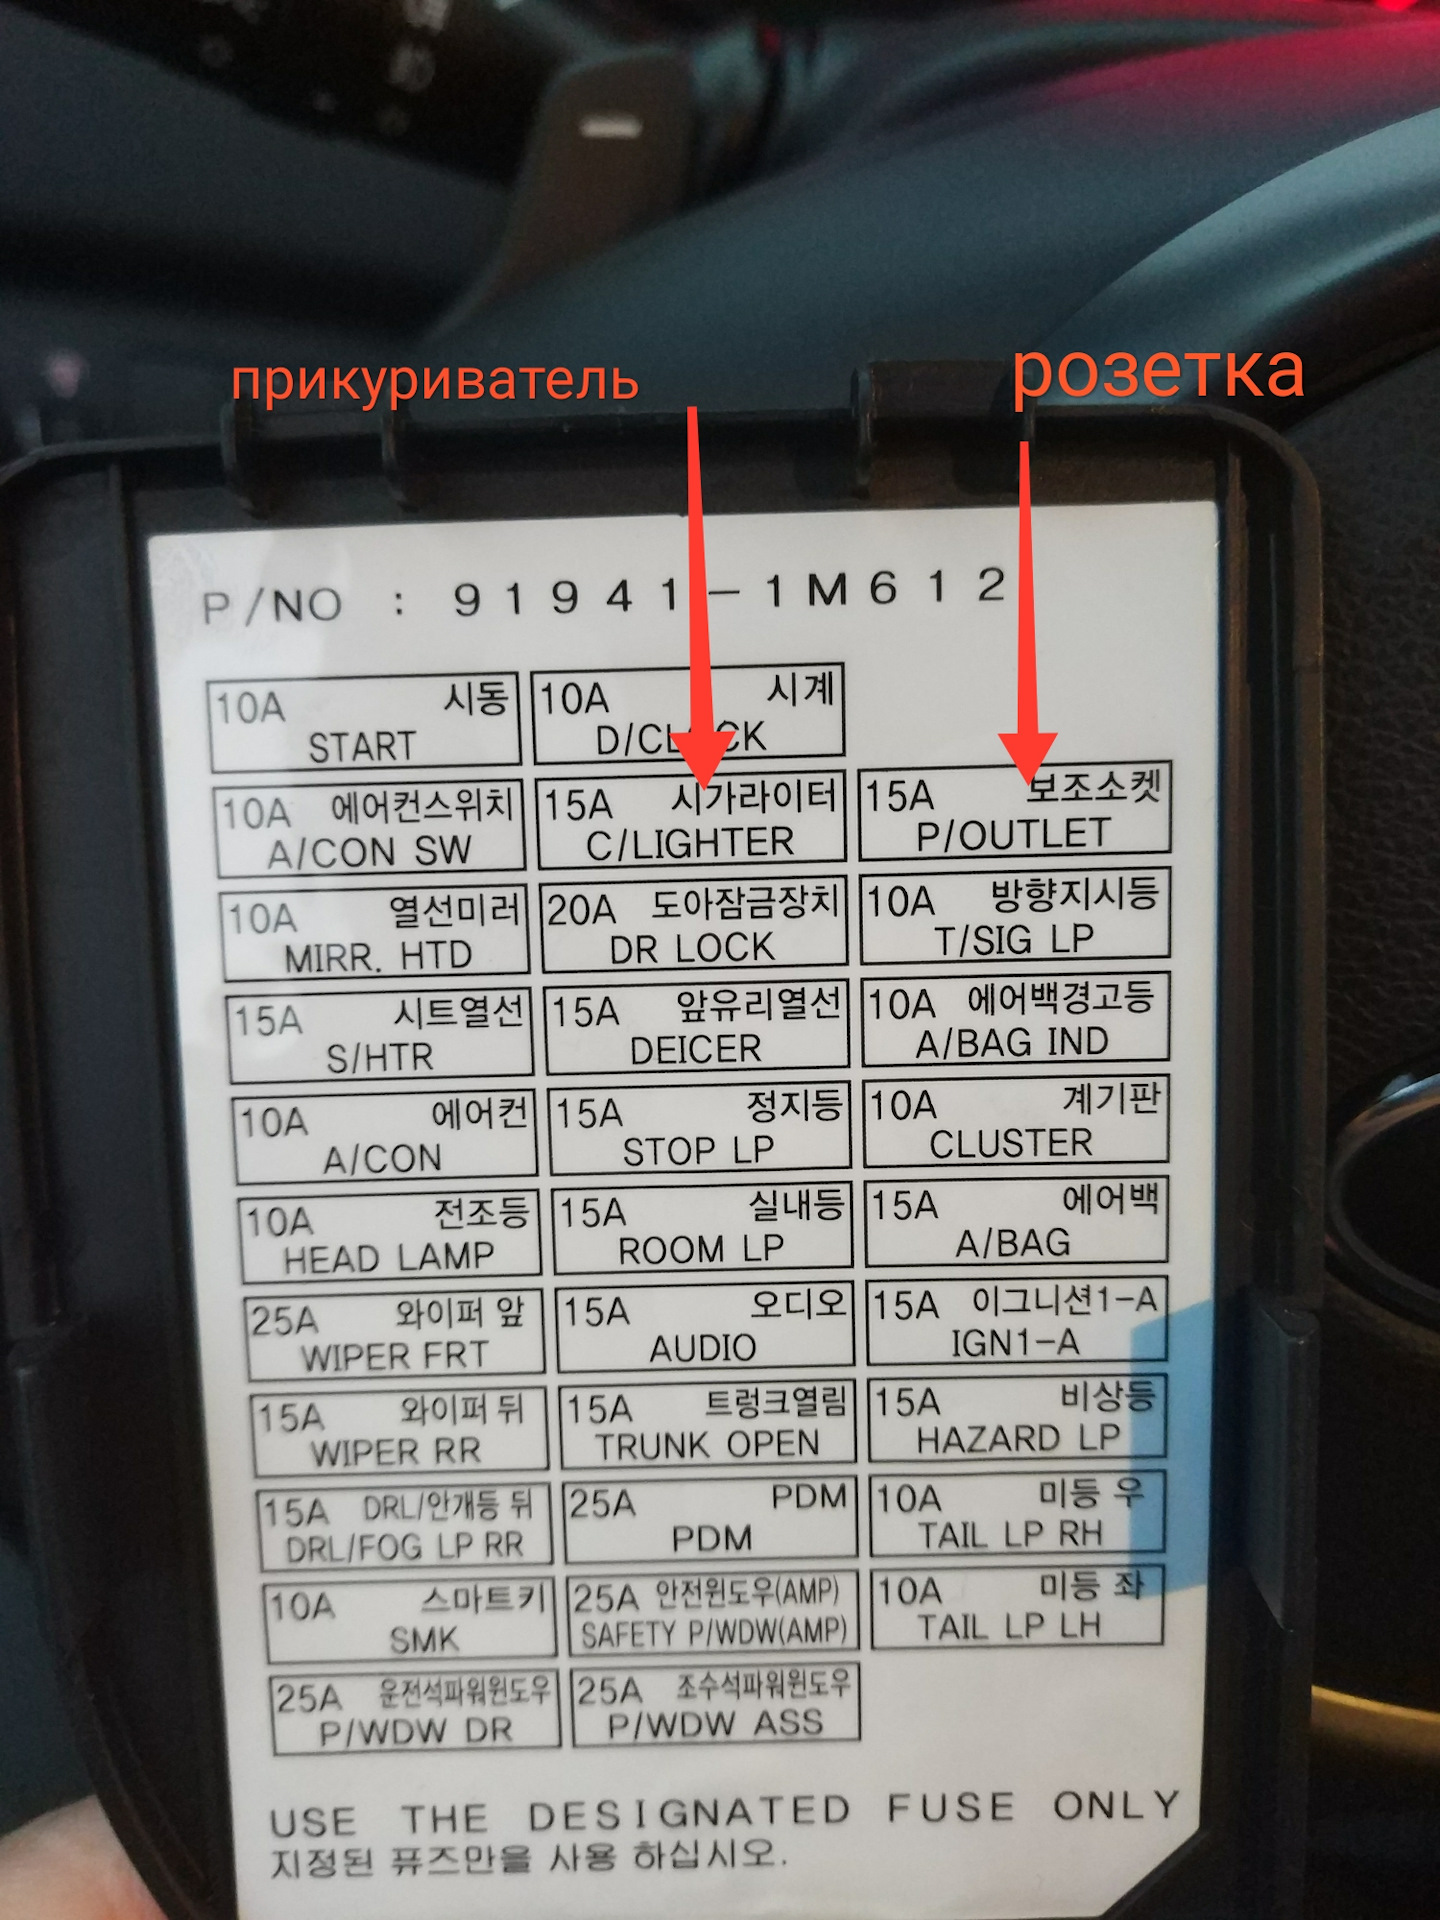 прикуриватель
розетка
P/NO : 91941-1M612
10A 시동
START
10A 시계
D/CLOCK
10A 에어컨스위치
A/CON SW
15A 시가라이터
C/LIGHTER
15A 보조소켓
P/OUTLET
10A 열선미러
MIRR. HTD
20A 도아잠금장치
DR LOCK
10A 방향지시등
T/SIG LP
15A 시트열선
S/HTR
15A 앞유리열선
DEICER
10A 에어백경고등
A/BAG IND
10A 에어컨
A/CON
15A 정지등
STOP LP
10A 계기판
CLUSTER
10A 전조등
HEAD LAMP
15A 실내등
ROOM LP
15A 에어백
A/BAG
25A 와이퍼 앞
WIPER FRT
15A 오디오
AUDIO
15A 이그니션1-A
IGN1-A
15A 와이퍼 뒤
WIPER RR
15A 트렁크열림
TRUNK OPEN
15A 비상등
HAZARD LP
15A DRL/안개등 뒤
DRL/FOG LP RR
25A PDM
PDM
10A 미등 우
TAIL LP RH
10A 스마트키
SMK
25A 안전윈도우(AMP)
SAFETY P/WDW(AMP)
10A 미등 좌
TAIL LP LH
25A 운전석파워윈도우
P/WDW DR
25A 조수석파워윈도우
P/WDW ASS
USE THE DESIGNATED FUSE ONLY
지정된 퓨즈만을 사용 하십시오.